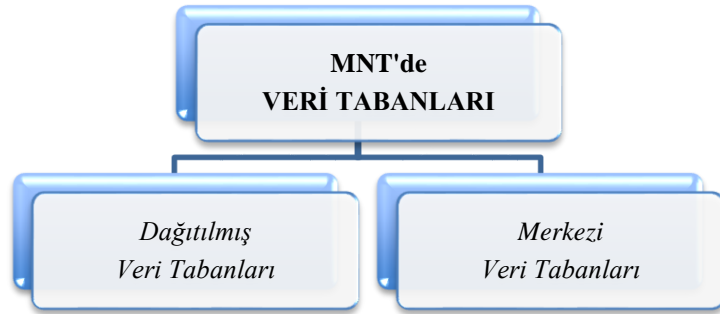 MNT'de
VERİ TABANLARI
Dağıtılmış
Veri Tabanları
Merkezi
Veri Tabanları